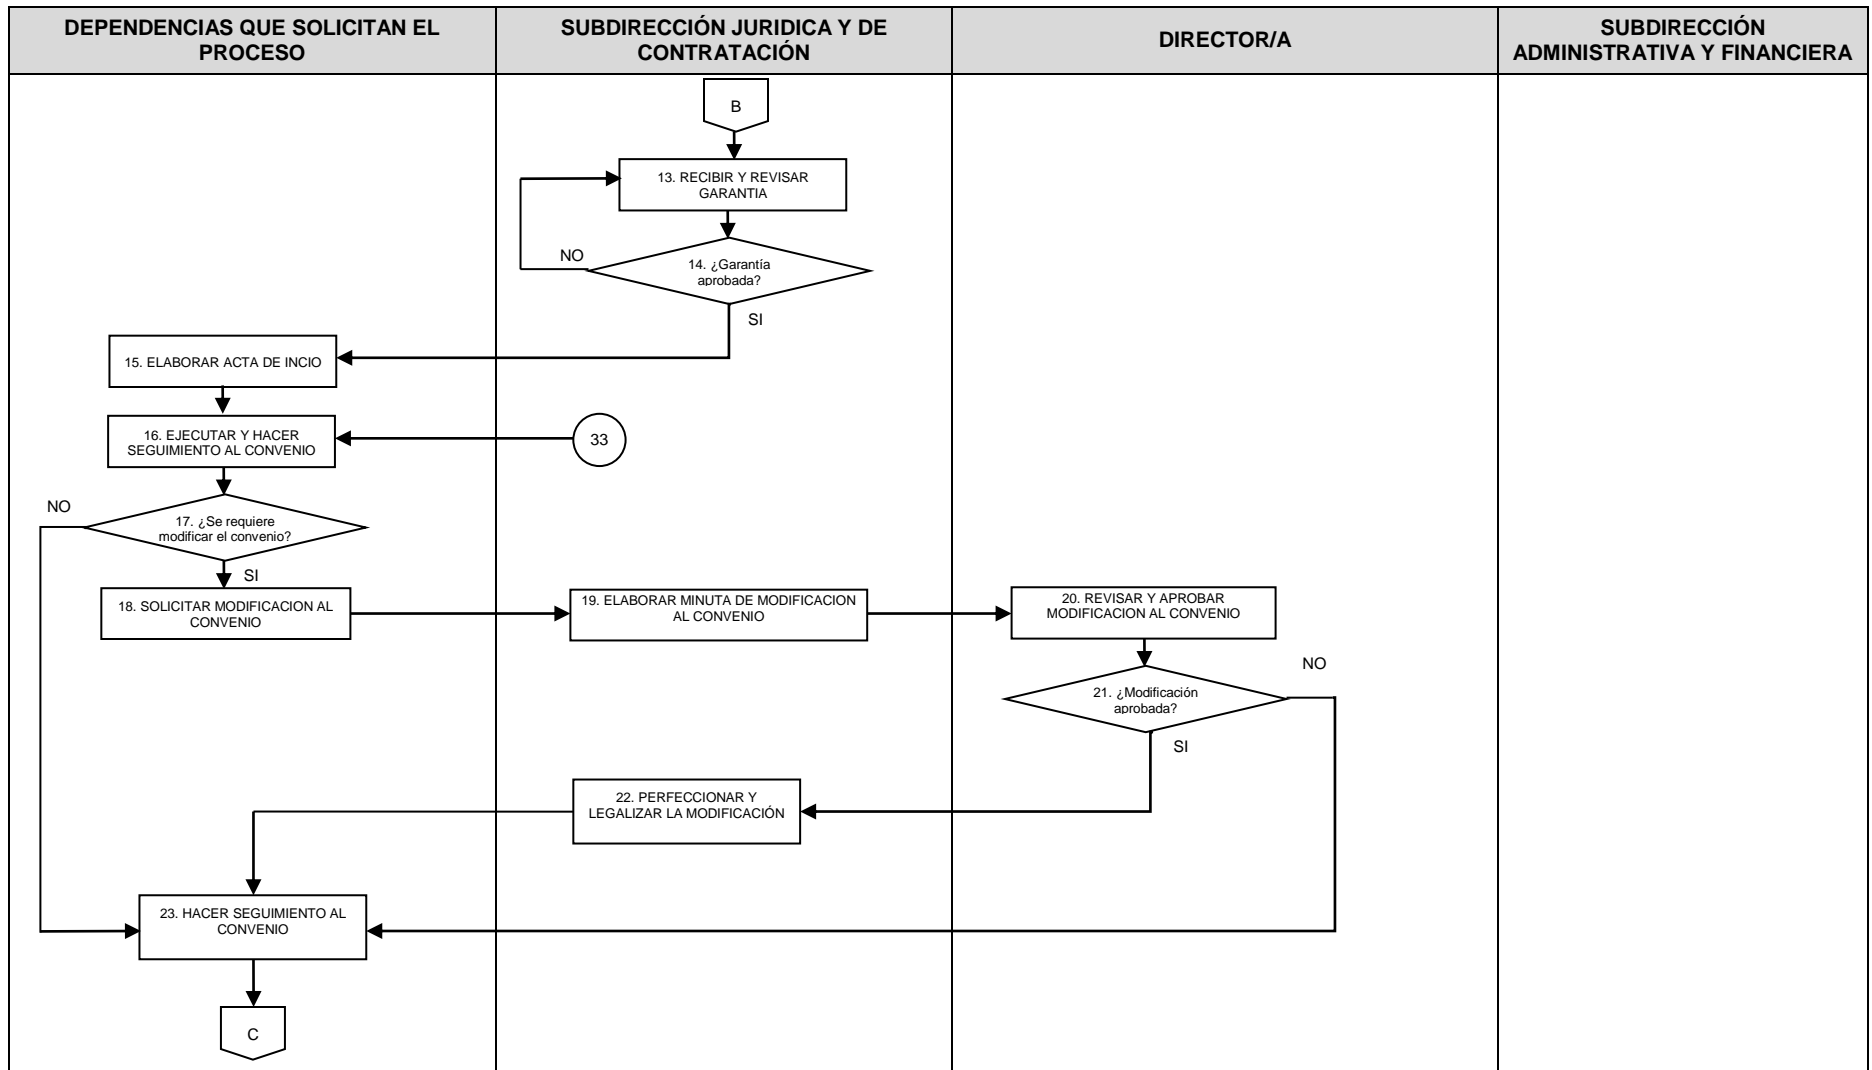 DEPENDENCIAS QUE SOLICITAN EL
PROCESO
SUBDIRECCIÓN JURIDICA Y DE
CONTRATACIÓN
DIRECTOR/A
SUBDIRECCIÓN
ADMINISTRATIVA Y FINANCIERA
B
13. RECIBIR Y REVISAR
GARANTIA
NO
14. ¿Garantía
aprobada?
SI
15. ELABORAR ACTA DE INCIO
16. EJECUTAR Y HACER
SEGUIMIENTO AL CONVENIO
33
NO
17. ¿Se requiere
modificar el convenio?
SI
18. SOLICITAR MODIFICACION AL
CONVENIO
19. ELABORAR MINUTA DE MODIFICACION
AL CONVENIO
20. REVISAR Y APROBAR
MODIFICACION AL CONVENIO
NO
21. ¿Modificación
aprobada?
SI
22. PERFECCIONAR Y
LEGALIZAR LA MODIFICACIÓN
23. HACER SEGUIMIENTO AL
CONVENIO
C